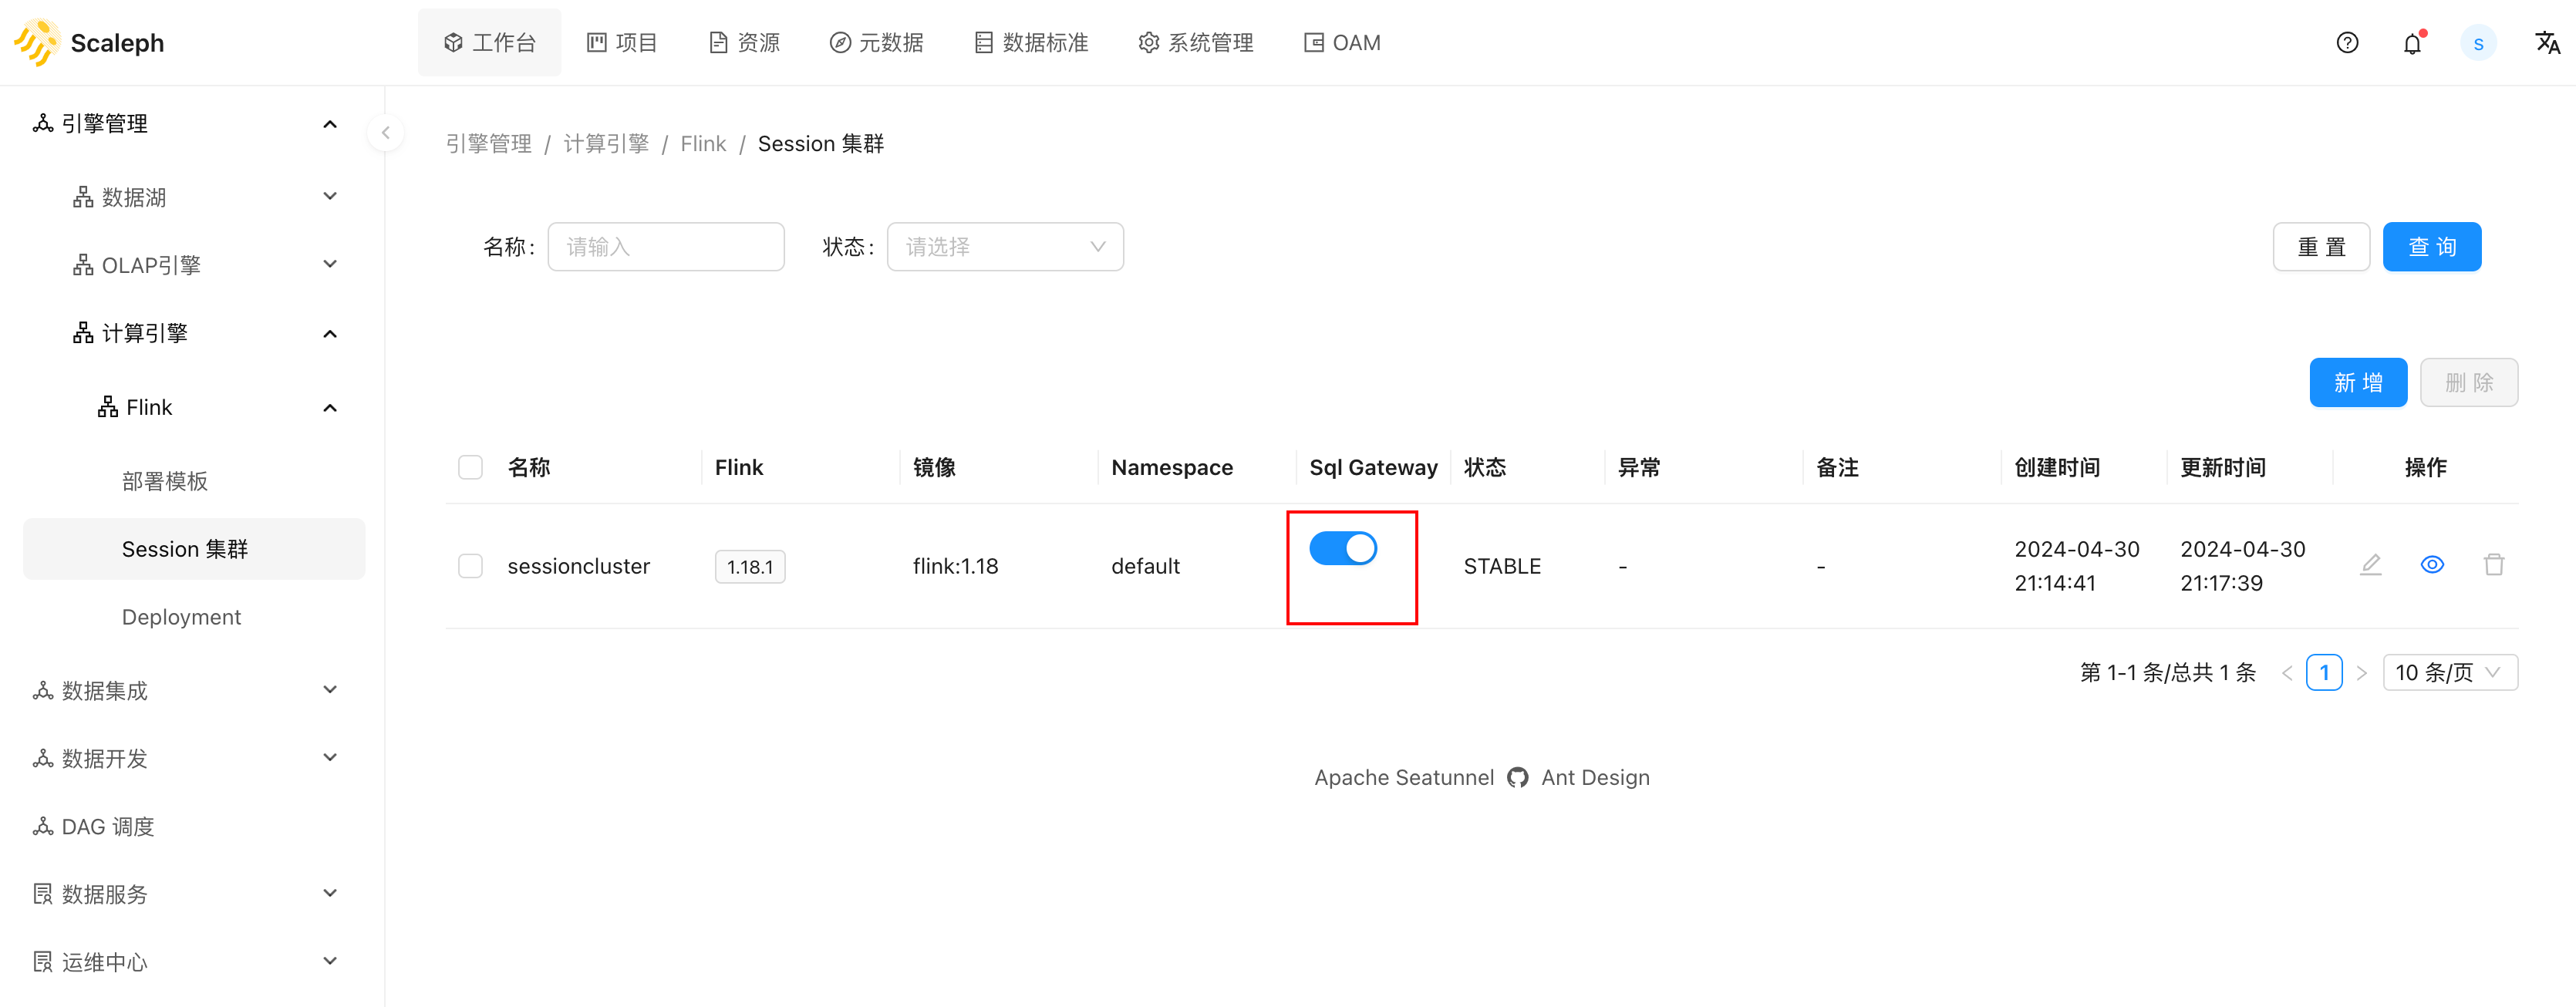 Scaleph
工作台 项目 资源 元数据 数据标准 系统管理 OAM
s
引擎管理
数据湖
OLAP引擎
计算引擎
Flink
部署模板
Session 集群
Deployment
数据集成
数据开发
DAG 调度
数据服务
运维中心
引擎管理 / 计算引擎 / Flink / Session 集群
名称 : 请输入 状态 : 请选择 重 置 查 询
新 增 删 除
名称 Flink 镜像 Namespace Sql Gateway 状态 异常 备注 创建时间 更新时间 操作
sessioncluster 1.18.1 flink:1.18 default STABLE - - 2024-04-30 21:14:41 2024-04-30 21:17:39
第 1-1 条/总共 1 条 < 1 > 10 条/页
Apache Seatunnel Ant Design